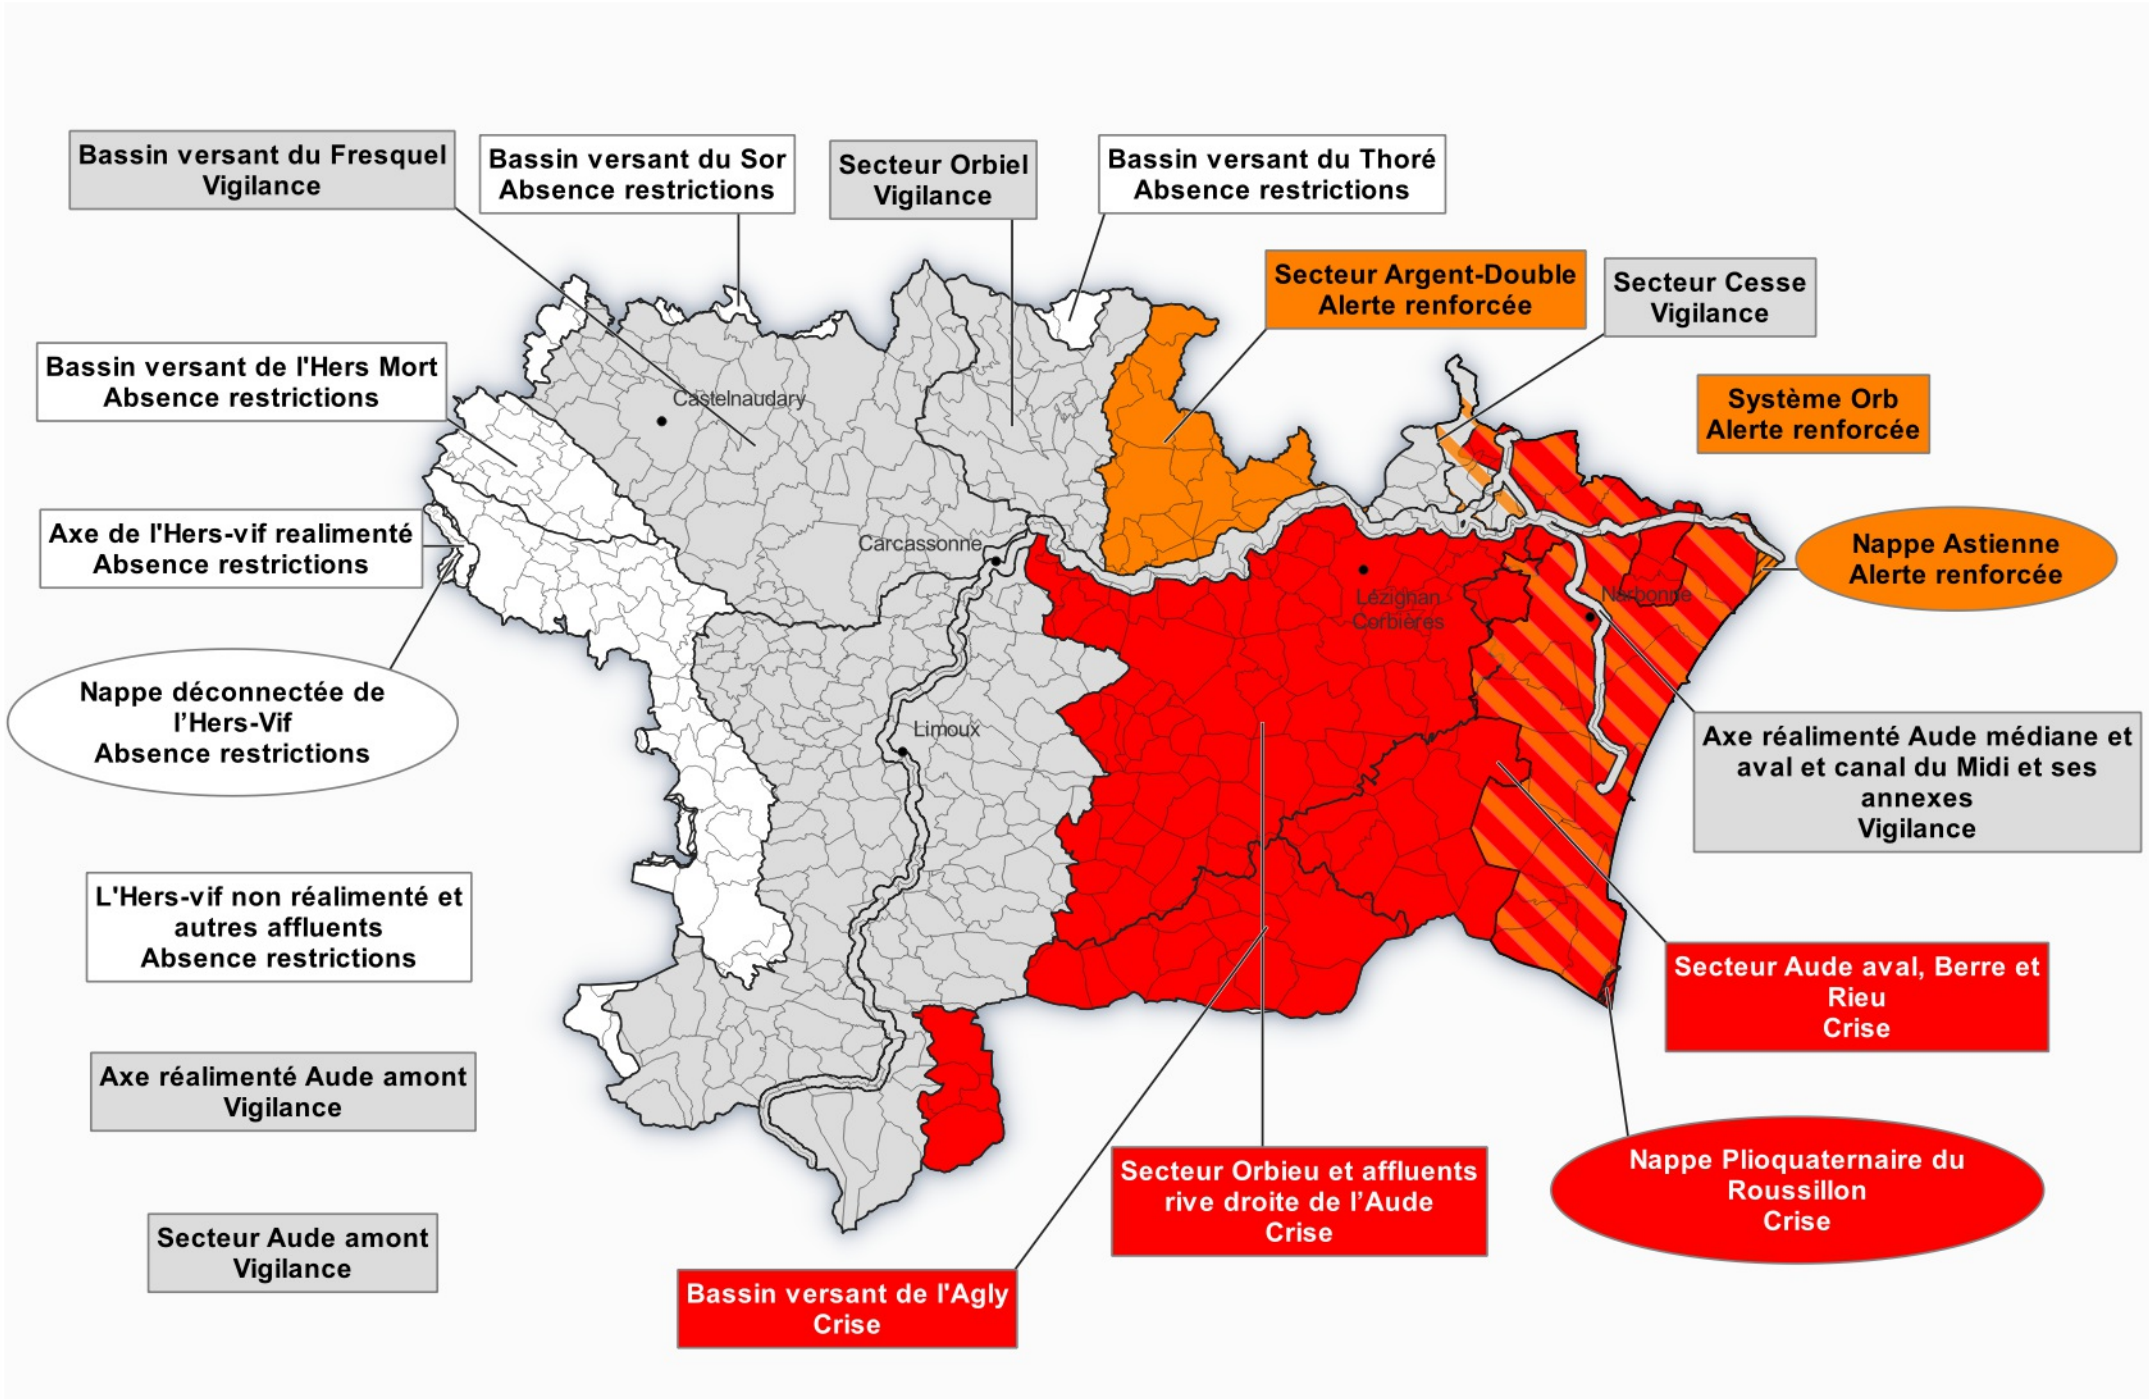 Bassin versant du Fresquel
Vigilance
Bassin versant du Sor
Absence restrictions
Secteur Orbiel
Vigilance
Bassin versant du Thoré
Absence restrictions
Secteur Argent-Double
Alerte renforcée
Secteur Cesse
Vigilance
Bassin versant de l'Hers Mort
Absence restrictions
Système Orb
Alerte renforcée
Castelnaudary
Axe de l'Hers-vif realimenté
Absence restrictions
Carcassonne
Nappe Astienne
Alerte renforcée
Lézignan
Corbières
Narbonne
Nappe déconnectée de
l’Hers-Vif
Absence restrictions
Limoux
Axe réalimenté Aude médiane et
aval et canal du Midi et ses
annexes
Vigilance
L'Hers-vif non réalimenté et
autres affluents
Absence restrictions
Secteur Aude aval, Berre et
Rieu
Crise
Axe réalimenté Aude amont
Vigilance
Secteur Orbieu et affluents
rive droite de l’Aude
Crise
Nappe Plioquaternaire du
Roussillon
Crise
Secteur Aude amont
Vigilance
Bassin versant de l'Agly
Crise